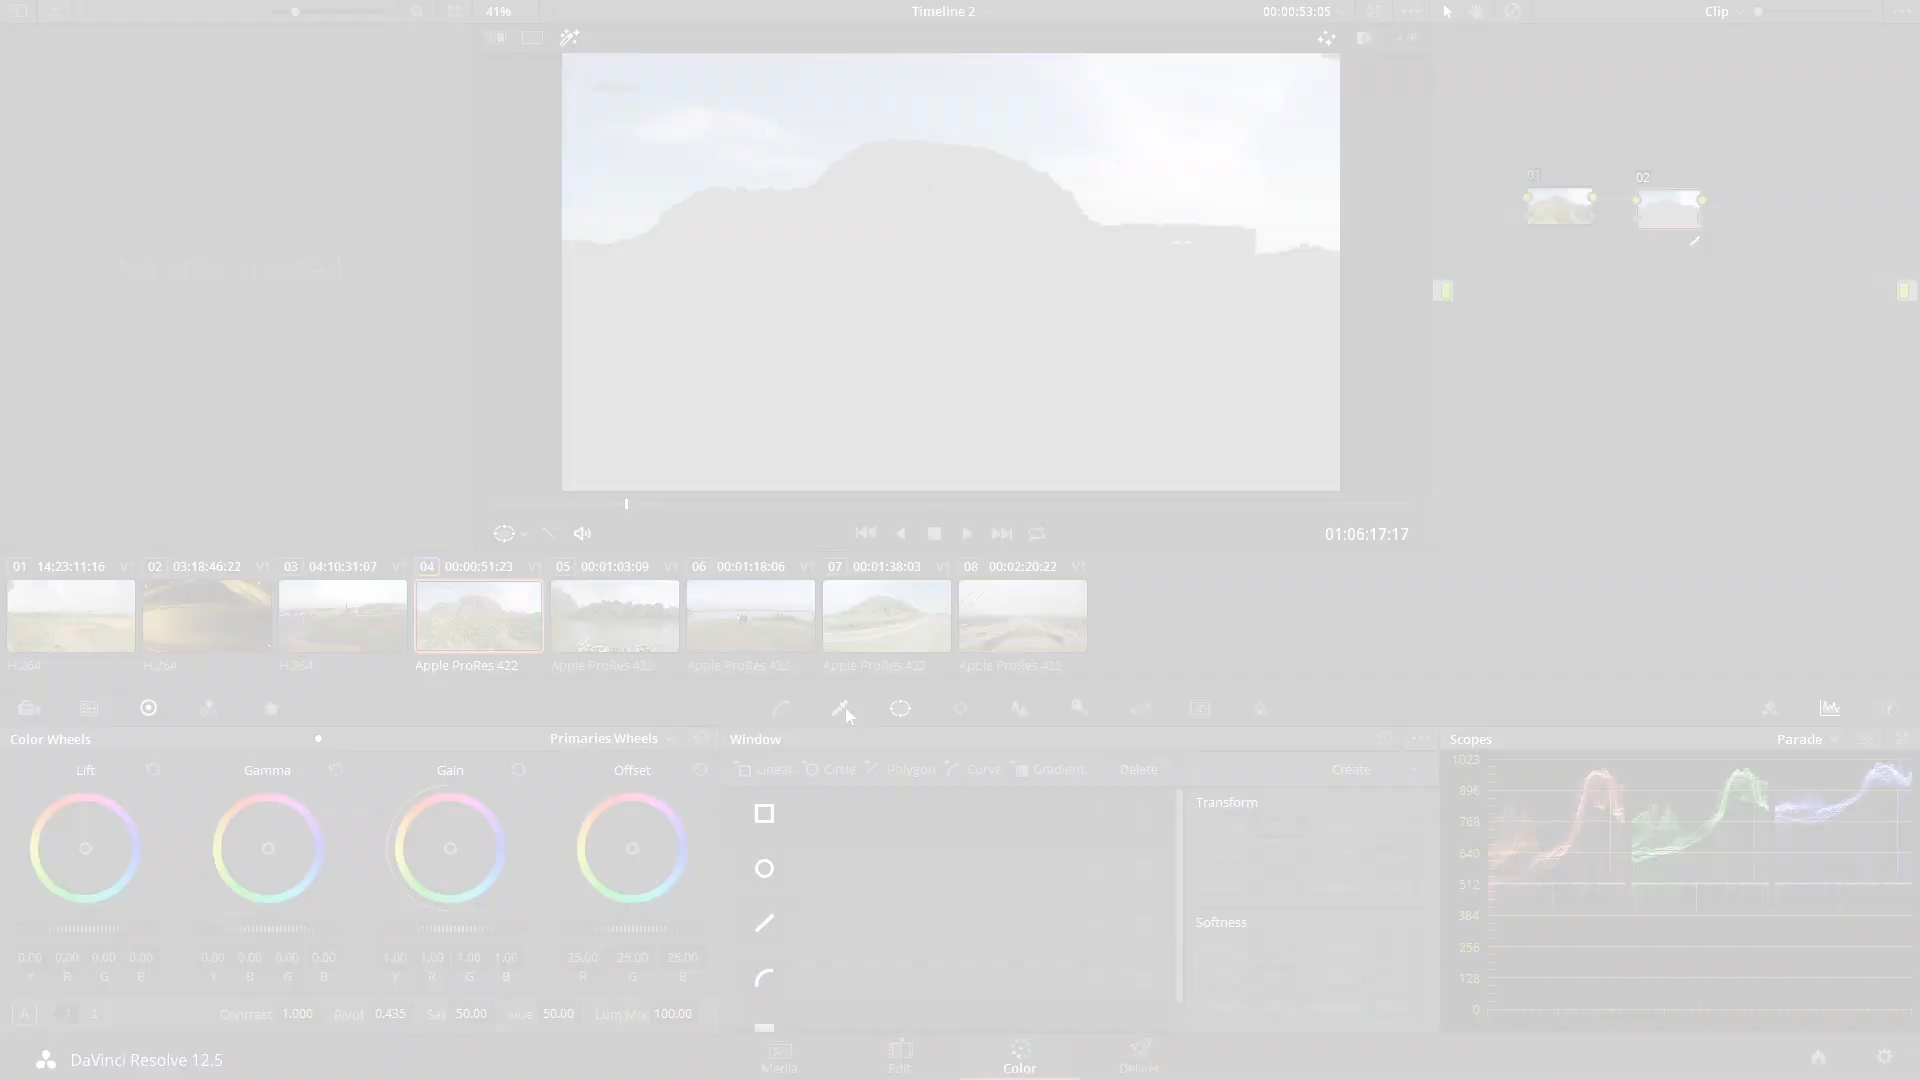 41%
Timeline 2
00:00:53:05
Clip
01
02
01:06:17:17
01 14:23:11:16 V1
02 03:18:46:22 V1
03 04:10:31:07 V1
04 00:00:51:23 V1
05 00:01:03:09 V1
06 00:01:18:06 V1
07 00:01:38:03 V1
08 00:02:20:22 V1
H.264
H.264
H.264
Apple ProRes 422
Apple ProRes 422
Apple ProRes 422
Apple ProRes 422
Apple ProRes 422
Color Wheels
Primaries Wheels
Window
Scopes
Parade
Lift
Gamma
Gain
Offset
Linear
Circle
Polygon
Curve
Gradient
Delete
Create
Transform
Softness
1023
896
768
640
512
384
256
128
0
0.00 0.00 0.00 0.00
0.00 0.00 0.00 0.00
1.00 1.00 1.00 1.00
25.00 25.00 25.00
Y R G B
Y R G B
Y R G B
R G B
A 1 2
Contrast 1.000
Pivot 0.435
Sat 50.00
Hue 50.00
Lum Mix 100.00
DaVinci Resolve 12.5
Media
Edit
Color
Deliver